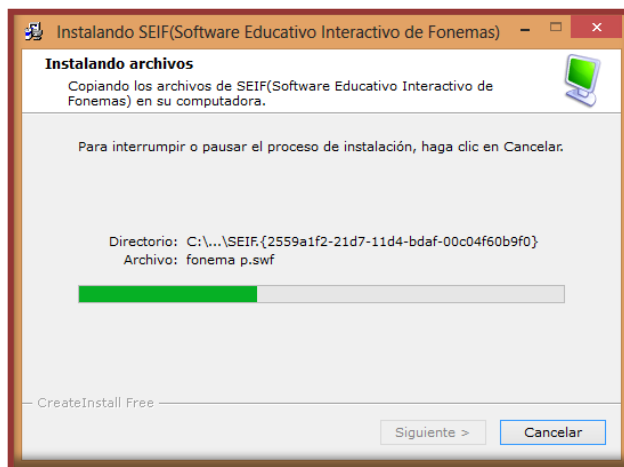 Instalando SEIF(Software Educativo Interactivo de Fonemas)
Instalando archivos
Copiando los archivos de SEIF(Software Educativo Interactivo de
Fonemas) en su computadora.
Para interrumpir o pausar el proceso de instalación, haga clic en Cancelar.
Directorio: C:\...\SEIF.{2559a1f2-21d7-11d4-bdaf-00c04f60b9f0}
Archivo: fonema p.swf
CreateInstall Free
Siguiente >
Cancelar